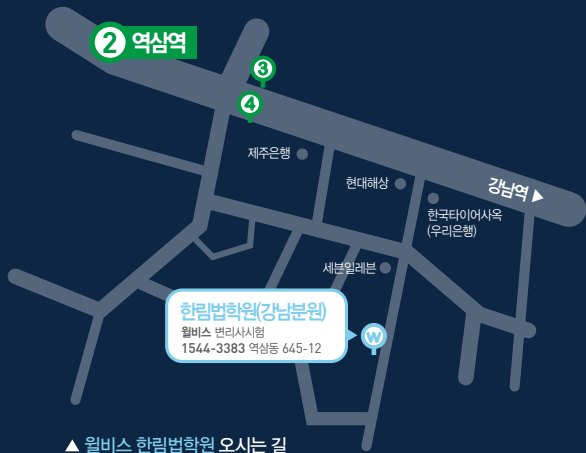 2 역삼역
3
4
제주은행
현대해상
강남역 ▶
한국타이어사옥
(우리은행)
세븐일레븐
한림법학원(강남분원)
윌비스 변리사시험
1544-3383 역삼동 645-12
W
▲ 윌비스 한림법학원 오시는 길